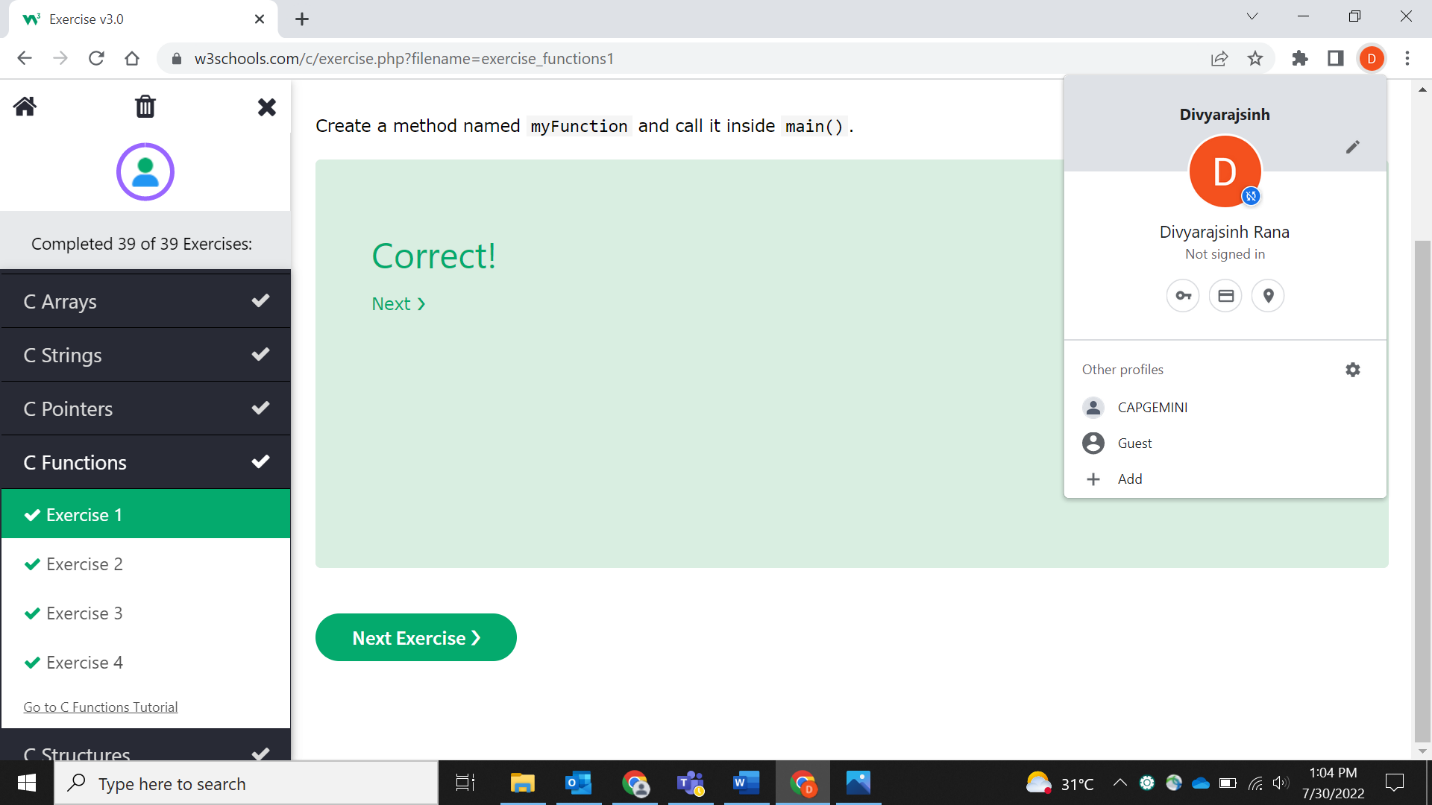 Exercise v3.0
w3schools.com/c/exercise.php?filename=exercise_functions1
D
Completed 39 of 39 Exercises:
C Arrays
C Strings
C Pointers
C Functions
Exercise 1
Exercise 2
Exercise 3
Exercise 4
Go to C Functions Tutorial
C Structures
Create a method named myFunction and call it inside main().
Correct!
Next ❯
Next Exercise ❯
Divyarajsinh
D
Divyarajsinh Rana
Not signed in
Other profiles
CAPGEMINI
Guest
+ Add
Type here to search
31°C
1:04 PM
7/30/2022